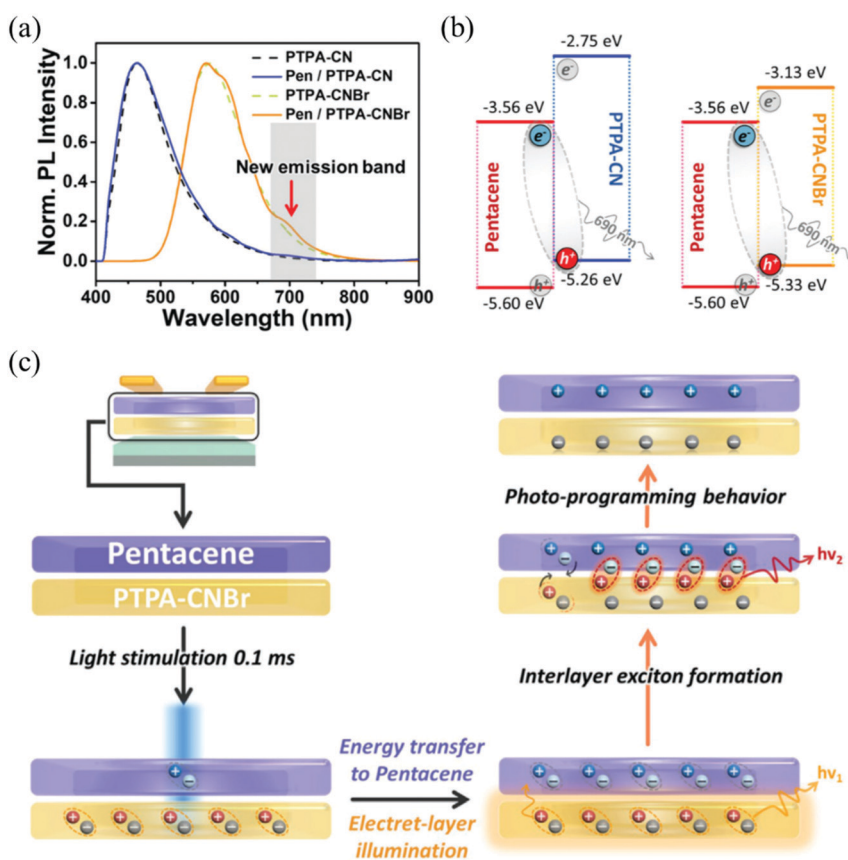 (a)
Norm. PL Intensity
1.0
0.8
0.6
0.4
0.2
0.0
PTPA-CN
Pen / PTPA-CN
PTPA-CNBr
Pen / PTPA-CNBr
New emission band
400 500 600 700 800 900
Wavelength (nm)
(b)
-2.75 eV
e-
-3.56 eV
e-
Pentacene
PTPA-CN
690 nm
h+
h+
-5.26 eV
-5.60 eV
-3.13 eV
e-
-3.56 eV
e-
Pentacene
PTPA-CNBr
690 nm
h+
h+
-5.33 eV
-5.60 eV
(c)
Pentacene
PTPA-CNBr
Light stimulation 0.1 ms
Energy transfer
to Pentacene
Electret-layer
illumination
hv1
Interlayer exciton formation
hv2
Photo-programming behavior